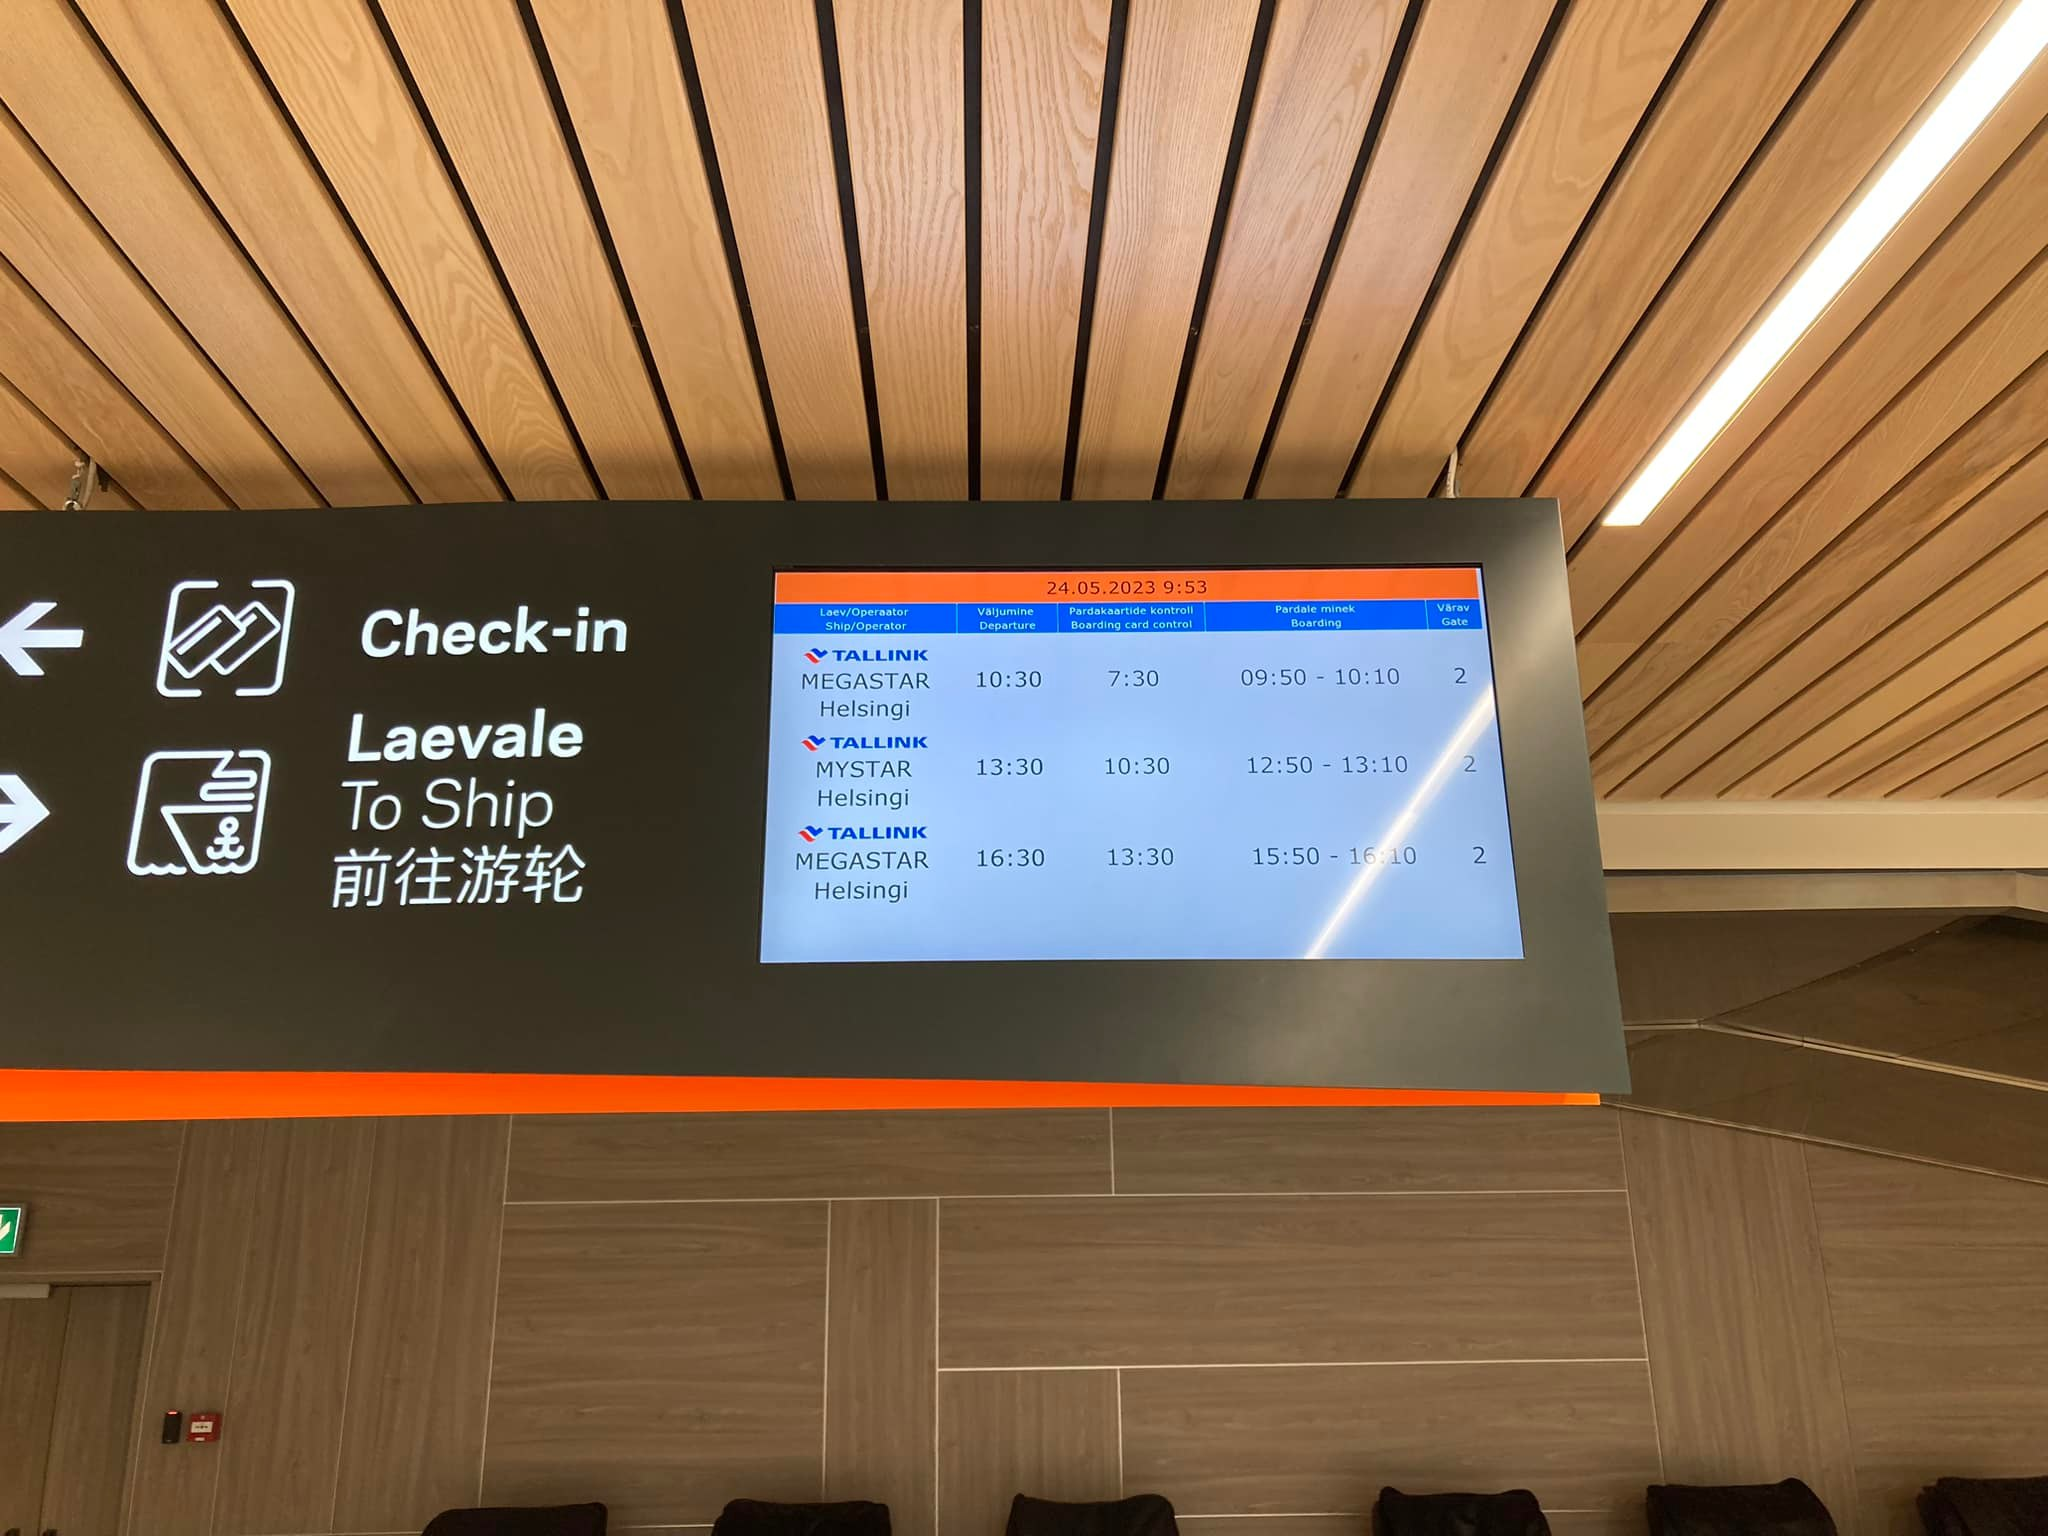 Check-in
Laevale
To Ship
前往游轮
24.05.2023 9:53
Laev/Operaator Väljumine Pardakaartide kontroll Pardale minek Värav
Ship/Operator Departure Boarding card control Boarding Gate
TALLINK
MEGASTAR 10:30 7:30 09:50 - 10:10 2
Helsingi
TALLINK
MYSTAR 13:30 10:30 12:50 - 13:10 2
Helsingi
TALLINK
MEGASTAR 16:30 13:30 15:50 - 16:10 2
Helsingi